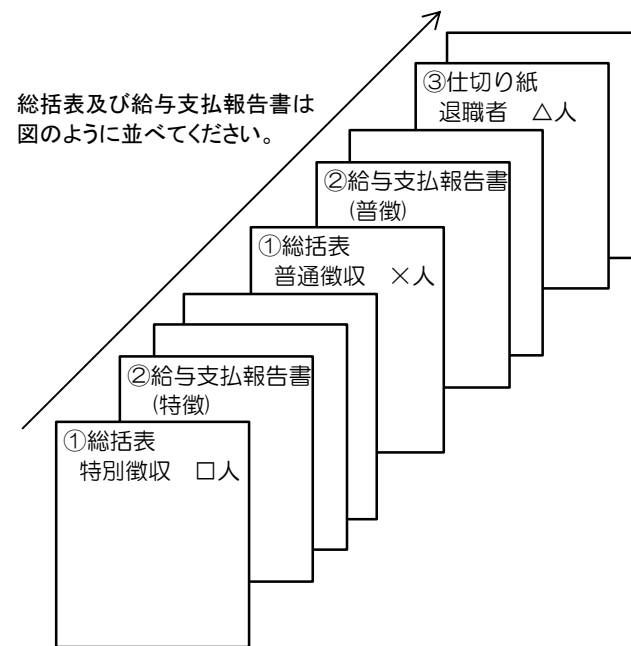 総括表及び給与支払報告書は
図のように並べてください。
③仕切り紙
退職者 △人
②給与支払報告書
(普徴)
①総括表
普通徴収 ×人
②給与支払報告書
(特徴)
①総括表
特別徴収 □人